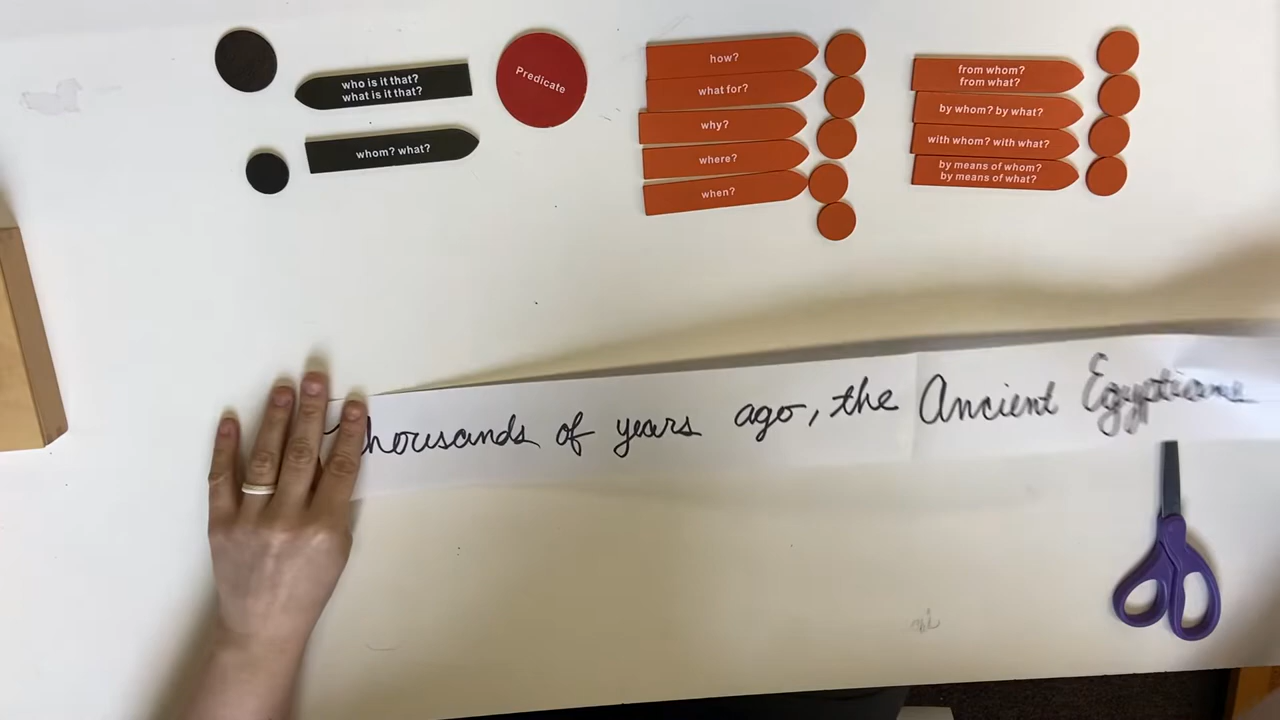 who is it that?
what is it that?
whom? what?
Predicate
how?
what for?
why?
where?
when?
from whom?
from what?
by whom? by what?
with whom? with what?
by means of whom?
by means of what?
Thousands of years ago, the Ancient Egyptians